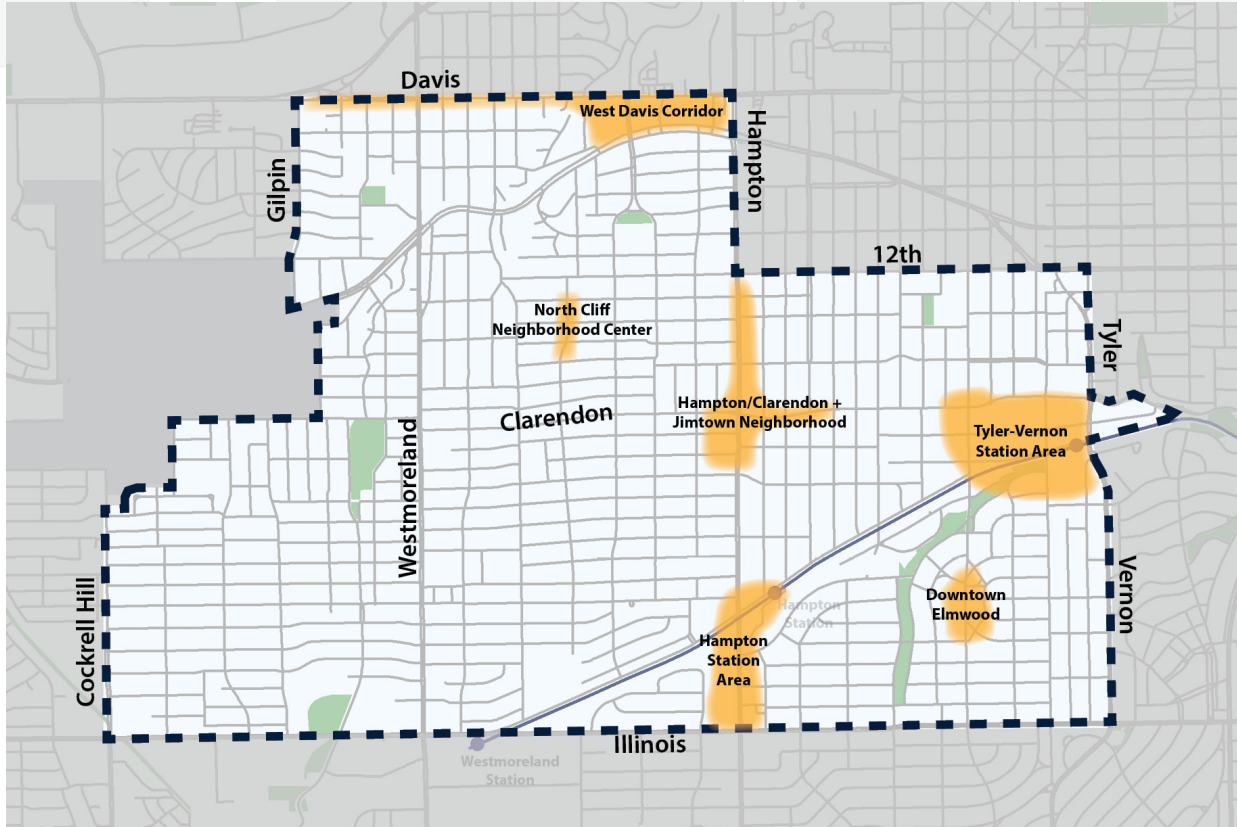 Davis
West Davis Corridor
Hampton
Gilpin
12th
North Cliff
Neighborhood Center
Tyler
Clarendon
Hampton/Clarendon +
Jimtown Neighborhood
Tyler-Vernon
Station Area
Westmoreland
Cockrell Hill
Vernon
Downtown
Elmwood
Hampton
Station
Hampton
Station
Area
Illinois
Westmoreland
Station